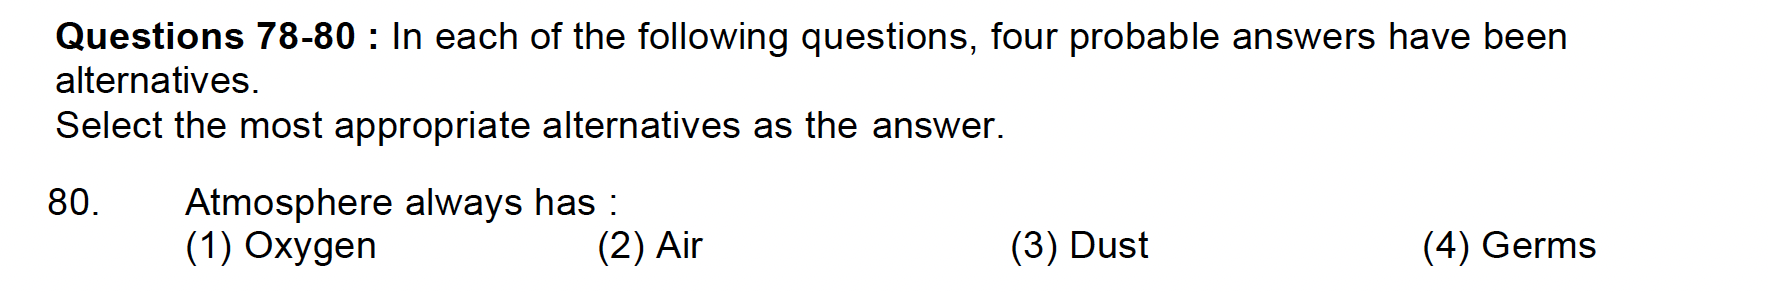 Questions 78-80 : In each of the following questions, four probable answers have been
alternatives.
Select the most appropriate alternatives as the answer.
80. Atmosphere always has :
(1) Oxygen (2) Air (3) Dust (4) Germs